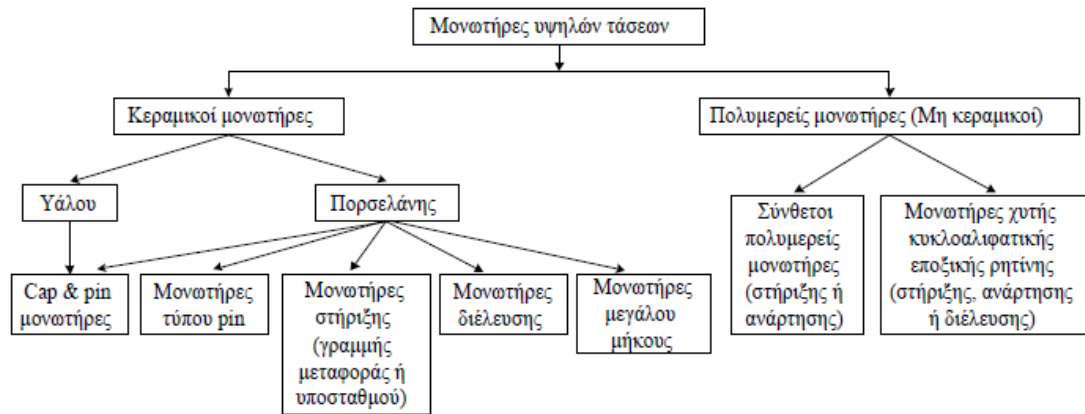 Μονωτήρες υψηλών τάσεων
Κεραμικοί μονωτήρες
Πολυμερείς μονωτήρες (Μη κεραμικοί)
Υάλου
Πορσελάνης
Cap & pin
μονωτήρες
Μονωτήρες
τύπου pin
Μονωτήρες
στήριξης
(γραμμής
μεταφοράς ή
υποσταθμού)
Μονωτήρες
διέλευσης
Μονωτήρες
μεγάλου
μήκους
Σύνθετοι
πολυμερείς
μονωτήρες
(στήριξης ή
ανάρτησης)
Μονωτήρες χυτής
κυκλοαλιφατικής
εποξικής ρητίνης
(στήριξης, ανάρτησης
ή διέλευσης)